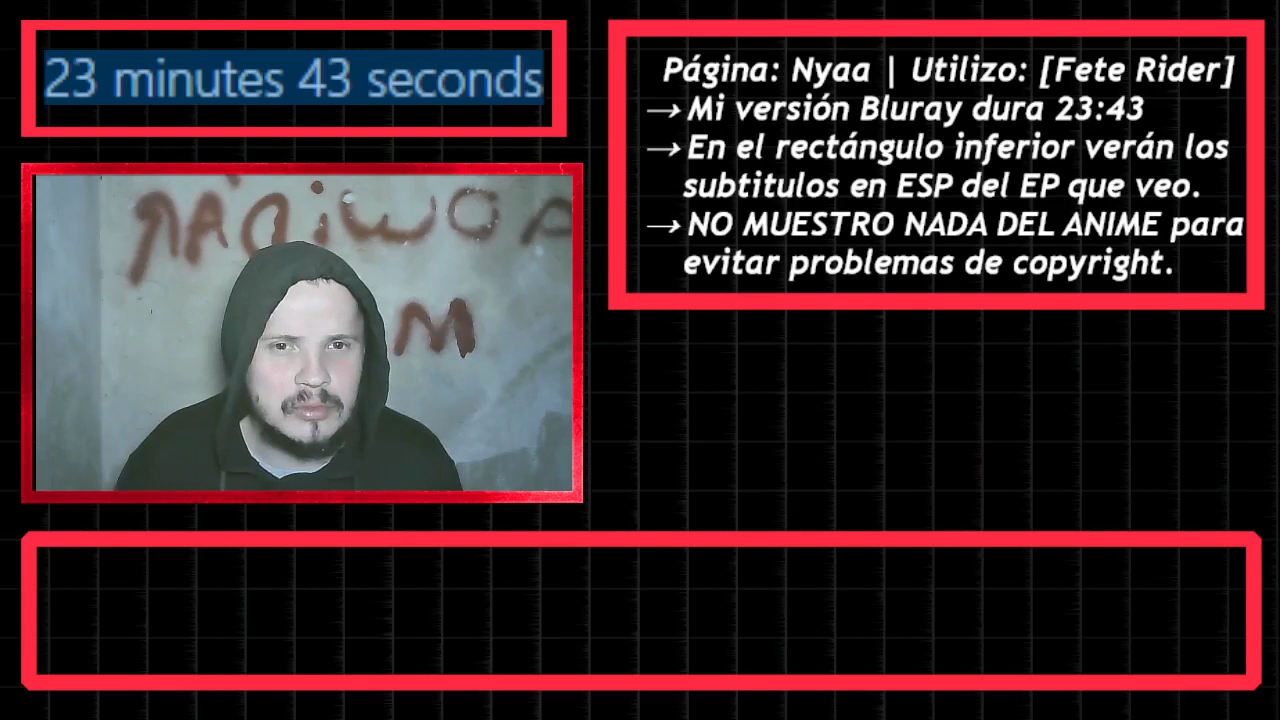 23 minutes 43 seconds
Página: Nyaa | Utilizo: [Fete Rider]
→ Mi versión Bluray dura 23:43
→ En el rectángulo inferior verán los
subtitulos en ESP del EP que veo.
→ NO MUESTRO NADA DEL ANIME para
evitar problemas de copyright.
M